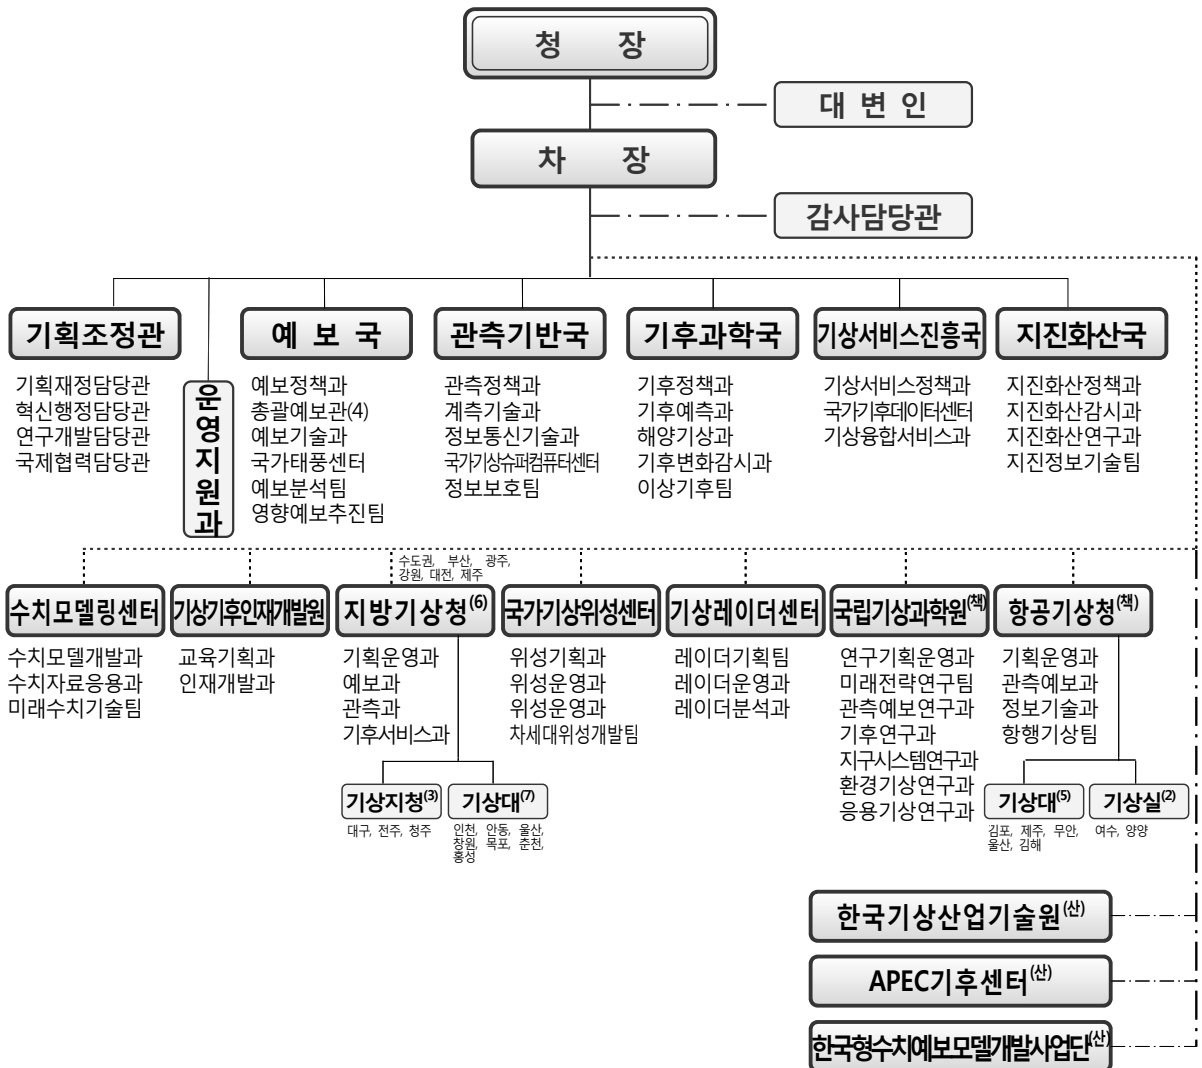 청 장
대 변 인
차 장
감사담당관
기획조정관
기획재정담당관
혁신행정담당관
연구개발담당관
국제협력담당관
운영지원과
예 보 국
예보정책과
총괄예보관(4)
예보기술과
국가태풍센터
예보분석팀
영향예보추진팀
관측기반국
관측정책과
계측기술과
정보통신기술과
국가기상슈퍼컴퓨터센터
정보보호팀
기후과학국
기후정책과
기후예측과
해양기상과
기후변화감시과
이상기후팀
기상서비스진흥국
기상서비스정책과
국가기후데이터센터
기상융합서비스과
지진화산국
지진화산정책과
지진화산감시과
지진화산연구과
지진정보기술팀
수치모델링센터
수치모델개발과
수치자료응용과
미래수치기술팀
기상기후인재개발원
교육기획과
인재개발과
수도권, 부산, 광주,
강원, 대전, 제주
지방기상청(6)
기획운영과
예보과
관측과
기후서비스과
기상지청(3)
대구, 전주, 청주
기상대(7)
인천, 안동, 울산,
창원, 목포, 춘천,
홍성
국가기상위성센터
위성기획과
위성운영과
위성운영과
차세대위성개발팀
기상레이더센터
레이더기획팀
레이더운영과
레이더분석과
국립기상과학원(책)
연구기획운영과
미래전략연구팀
관측예보연구과
기후연구과
지구시스템연구과
환경기상연구과
응용기상연구과
항공기상청(책)
기획운영과
관측예보과
정보기술과
항행기상팀
기상대(5)
김포, 제주, 무안,
울산, 김해
기상실(2)
여수, 양양
한국기상산업기술원(산)
APEC기후센터(산)
한국형수치예보모델개발사업단(산)